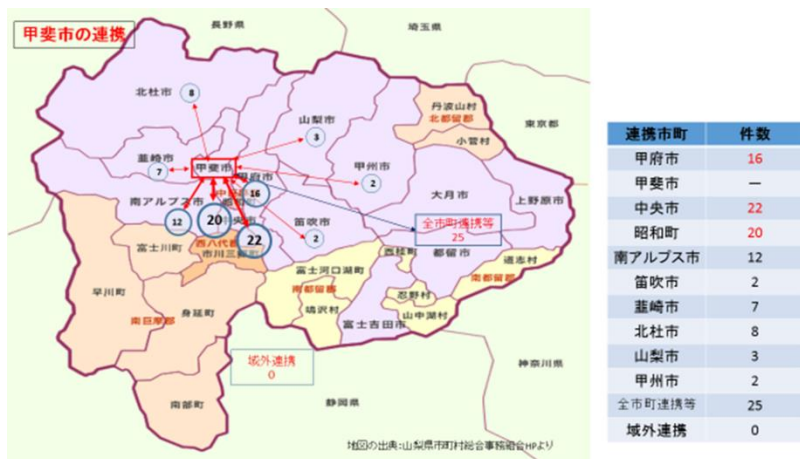 甲斐市の連携
長野県
埼玉県
北杜市
8
丹波山村
北都留郡
小菅村
東京都
山梨市
3
韮崎市
7
甲斐市
甲府市
16
甲州市
2
大月市
上野原市
南アルプス市
12
20
中央市
22
笛吹市
2
全市町連携等
25
富士川町
西八代郡
市川三郷町
西桂町
都留市
道志村
早川町
富士河口湖町
南都留郡
南都留郡
忍野村
鳴沢村
山中湖村
身延町
南巨摩郡
富士吉田市
域外連携
0
神奈川県
南部町
静岡県
地図の出典:山梨県市町村総合事務組合HPより
連携市町 件数
甲府市 16
甲斐市 ―
中央市 22
昭和町 20
南アルプス市 12
笛吹市 2
韮崎市 7
北杜市 8
山梨市 3
甲州市 2
全市町連携等 25
域外連携 0